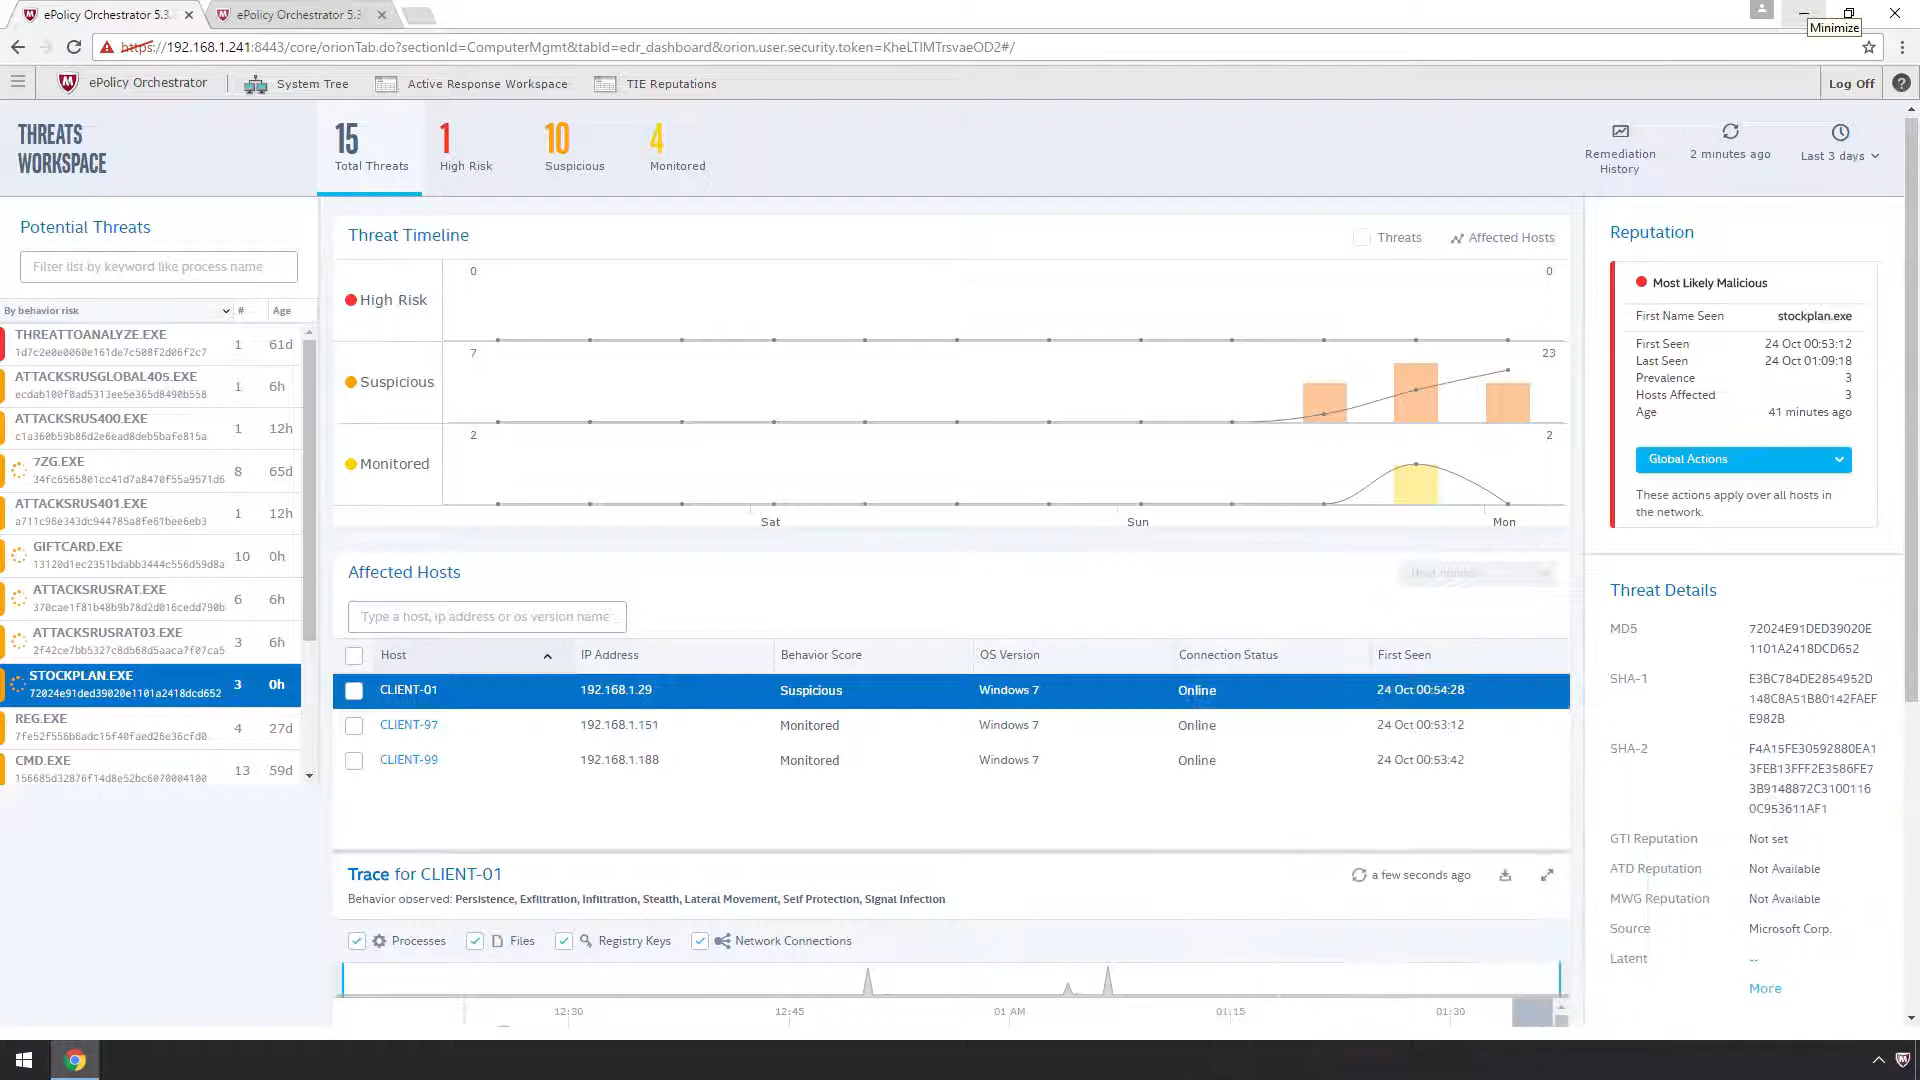 ePolicy Orchestrator 5.3.
ePolicy Orchestrator 5.3.
Minimize
https://192.168.1.241:8443/core/orionTab.do?sectionId=ComputerMgmt&tabId=edr_dashboard&orion.user.security.token=KheLTIMTrsvaeOD2#/
ePolicy Orchestrator
System Tree
Active Response Workspace
TIE Reputations
Log Off
THREATS
WORKSPACE
15
Total Threats
1
High Risk
10
Suspicious
4
Monitored
Remediation
History
2 minutes ago
Last 3 days
Potential Threats
Filter list by keyword like process name
By behavior risk # Age
THREATTOANALYZE.EXE
1d7c2e0e0060e161de7c508f2d06f2c7 1 61d
ATTACKSRUSGLOBAL405.EXE
ecdab100f0ad5313ee5e365d8490b558 1 6h
ATTACKSRUS400.EXE
c1a360b59b86d2e6ead8deb5bafe815a 1 12h
7ZG.EXE
34fc6565801cc41d7a8470f55a9571d6 8 65d
ATTACKSRUS401.EXE
a711c96e343dc944785a8fe61bee6eb3 1 12h
GIFTCARD.EXE
13120d1ec2351bdabb3444c556d59d8a 10 0h
ATTACKSRUSRAT.EXE
370cae1f81b48b9b78d2d016cedd790b 6 6h
ATTACKSRUSRAT03.EXE
2f42ce7bb5327c8d568d5aaca7f07ca5 3 6h
STOCKPLAN.EXE
72024e91ded39020e1101a2418dcd652 3 0h
REG.EXE
7fe52f556b6adc15f40faed26e36cfd0 4 27d
CMD.EXE
156685d32876f14d8e52bc6070004100 13 59d
Threat Timeline
Threats
Affected Hosts
0 0
High Risk
7 23
Suspicious
2 2
Monitored
Sat Sun Mon
Affected Hosts
Type a host, ip address or os version name
Host IP Address Behavior Score OS Version Connection Status First Seen
CLIENT-01 192.168.1.29 Suspicious Windows 7 Online 24 Oct 00:54:28
CLIENT-97 192.168.1.151 Monitored Windows 7 Online 24 Oct 00:53:12
CLIENT-99 192.168.1.188 Monitored Windows 7 Online 24 Oct 00:53:42
Trace for CLIENT-01
a few seconds ago
Behavior observed: Persistence, Exfiltration, Infiltration, Stealth, Lateral Movement, Self Protection, Signal Infection
Processes Files Registry Keys Network Connections
12:30 12:45 01 AM 01:15 01:30
Reputation
Most Likely Malicious
First Name Seen stockplan.exe
First Seen 24 Oct 00:53:12
Last Seen 24 Oct 01:09:18
Prevalence 3
Hosts Affected 3
Age 41 minutes ago
Global Actions
These actions apply over all hosts in
the network.
Threat Details
MD5 72024E91DED39020E
1101A2418DCD652
SHA-1 E3BC784DE2854952D
148C8A51B80142FAEF
E982B
SHA-2 F4A15FE30592880EA1
3FEB13FFF2E3586FE7
3B9148872C3100116
0C953611AF1
GTI Reputation Not set
ATD Reputation Not Available
MWG Reputation Not Available
Source Microsoft Corp.
Latent --
More